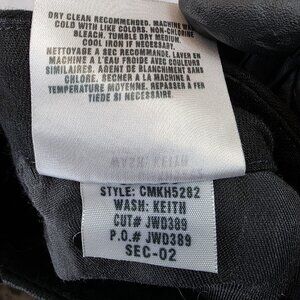 DRY CLEAN RECOMMENDED. MACHINE WASH
COLD WITH LIKE COLORS. NON-CHLORINE
BLEACH. TUMBLE DRY MEDIUM.
COOL IRON IF NECESSARY.
NETTOYAGE A SEC RECOMMANDE. LAVER EN
MACHINE A L'EAU FROIDE AVEC COULEURS
SIMILAIRES. AGENT DE BLANCHIMENT SANS
CHLORE. SECHER A MACHINE A
TEMPERATURE MOYENNE. REPASSER A FER
TIEDE SI NECESSAIRE.
STYLE: CMKH5282
WASH: KEITH
CUT# JWD389
P.O.# JWD389
SEC-02